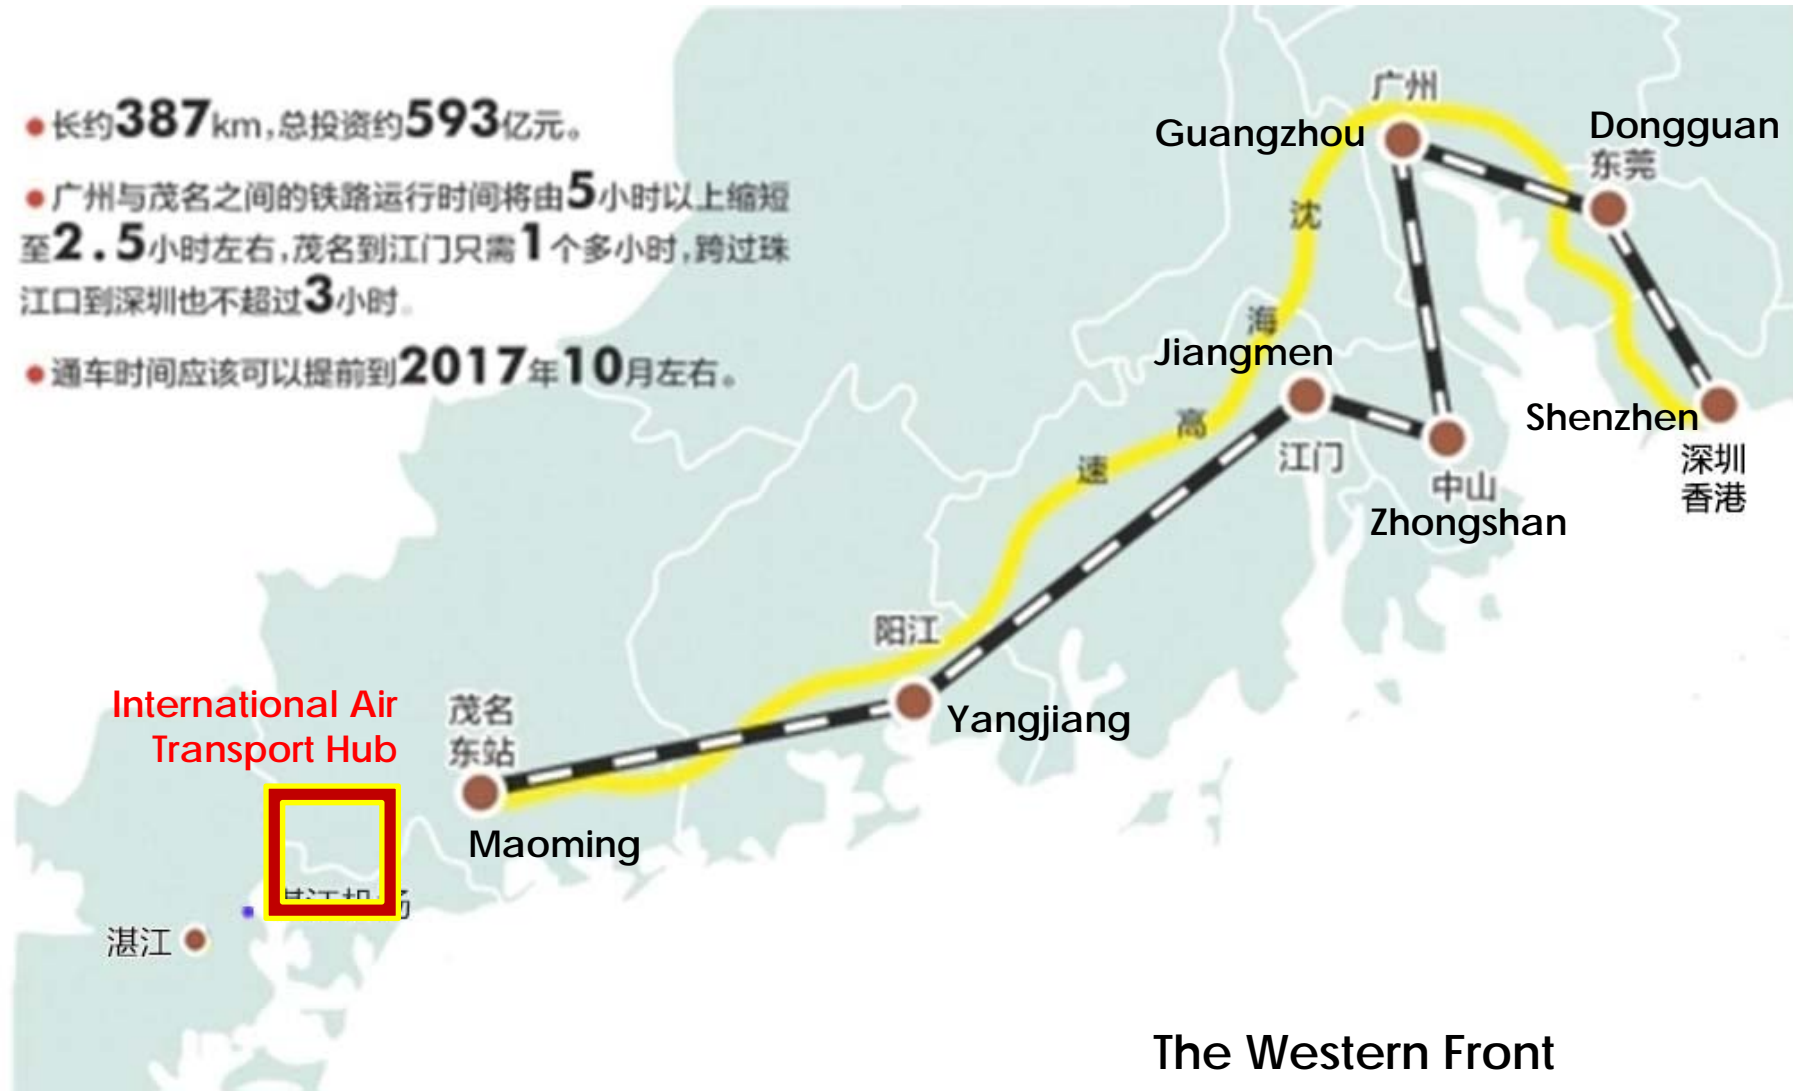 ●长约387km,总投资约593亿元。
●广州与茂名之间的铁路运行时间将由5小时以上缩短
至2.5小时左右,茂名到江门只需1个多小时,跨过珠
江口到深圳也不超过3小时。
●通车时间应该可以提前到2017年10月左右。
广州
Guangzhou
Dongguan
东莞
沈
海
高
速
Jiangmen
江门
Shenzhen
深圳
香港
中山
Zhongshan
阳江
Yangjiang
International Air
Transport Hub
茂名
东站
Maoming
湛江
The Western Front